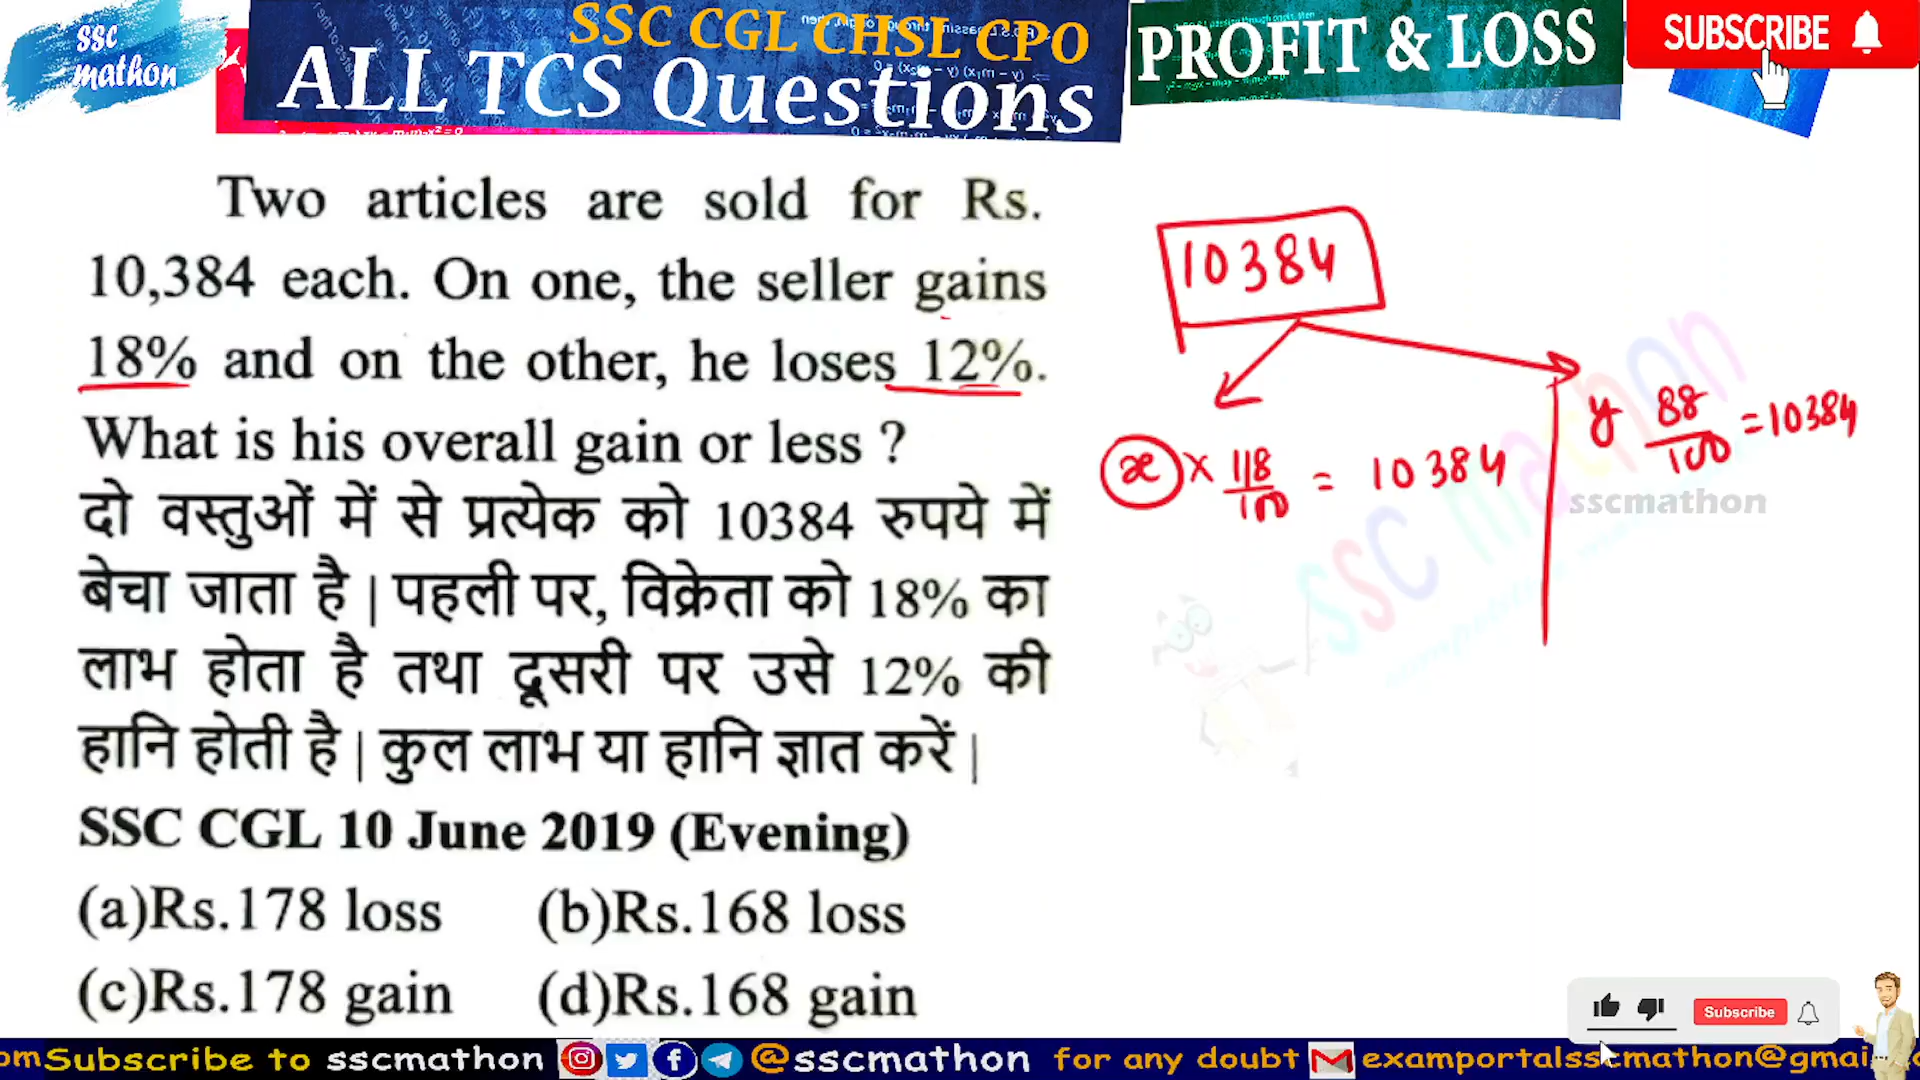 SSC
mathon
SSC CGL CHSL CPO
ALL TCS Questions
PROFIT & LOSS
SUBSCRIBE
Two articles are sold for Rs.
10,384 each. On one, the seller gains
18% and on the other, he loses 12%.
What is his overall gain or less ?
दो वस्तुओं में से प्रत्येक को 10384 रुपये में
बेचा जाता है | पहली पर, विक्रेता को 18% का
लाभ होता है तथा दूसरी पर उसे 12% की
हानि होती है | कुल लाभ या हानि ज्ञात करें |
SSC CGL 10 June 2019 (Evening)
(a)Rs.178 loss (b)Rs.168 loss
(c)Rs.178 gain (d)Rs.168 gain
10384
x × 118/100 = 10384
y 88/100 = 10384
SSC mathon
sscmathon
Subscribe
om Subscribe to sscmathon @sscmathon for any doubt examportalsscmathon@gmai